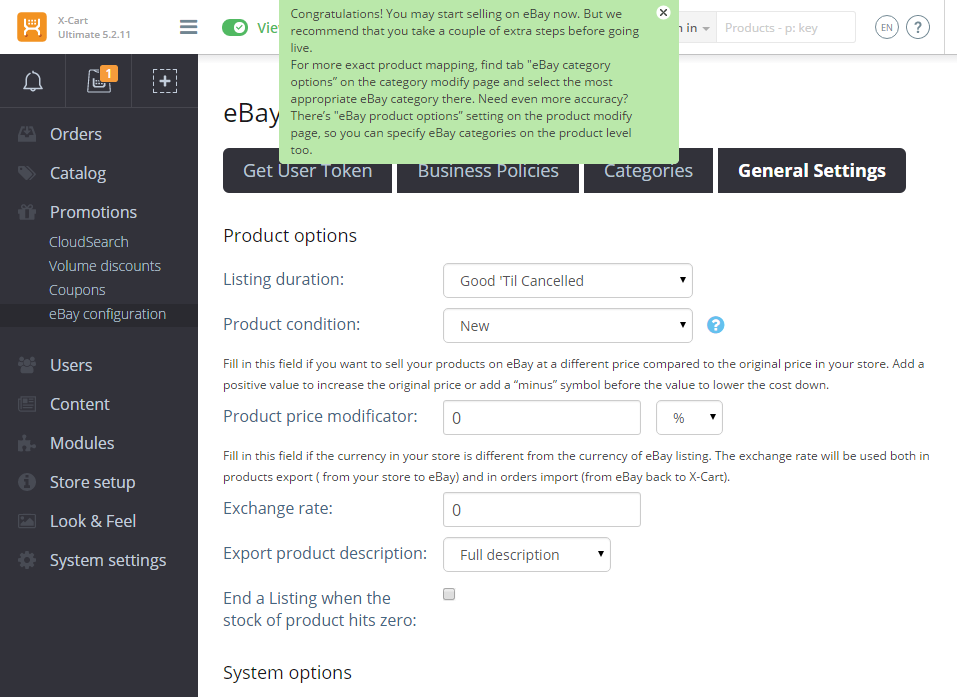 X-Cart
Ultimate 5.2.11
Congratulations! You may start selling on eBay now. But we
recommend that you take a couple of extra steps before going
live.
For more exact product mapping, find tab "eBay category
options" on the category modify page and select the most
appropriate eBay category there. Need even more accuracy?
There's "eBay product options" setting on the product modify
page, so you can specify eBay categories on the product level
too.
in
Products - p: key
EN
?
1
Orders
Catalog
Promotions
CloudSearch
Volume discounts
Coupons
eBay configuration
Users
Content
Modules
Store setup
Look & Feel
System settings
eBay
Get User Token
Business Policies
Categories
General Settings
Product options
Listing duration:
Good 'Til Cancelled
Product condition:
New
?
Fill in this field if you want to sell your products on eBay at a different price compared to the original price in your store. Add a
positive value to increase the original price or add a “minus” symbol before the value to lower the cost down.
Product price modificator:
0
%
Fill in this field if the currency in your store is different from the currency of eBay listing. The exchange rate will be used both in
products export ( from your store to eBay) and in orders import (from eBay back to X-Cart).
Exchange rate:
0
Export product description:
Full description
End a Listing when the
stock of product hits zero:
System options